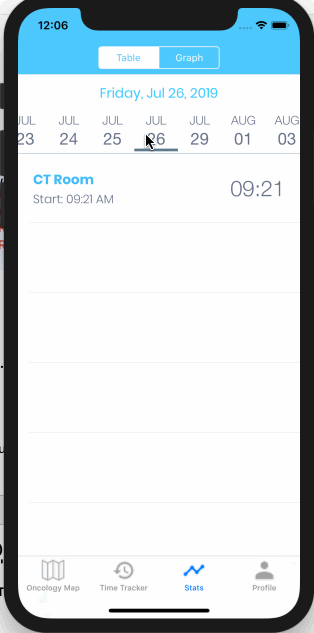 12:06
Table Graph
Friday, Jul 26, 2019
JUL JUL JUL JUL JUL AUG AUG
23 24 25 26 29 01 03
CT Room
Start: 09:21 AM
09:21
Oncology Map Time Tracker Stats Profile